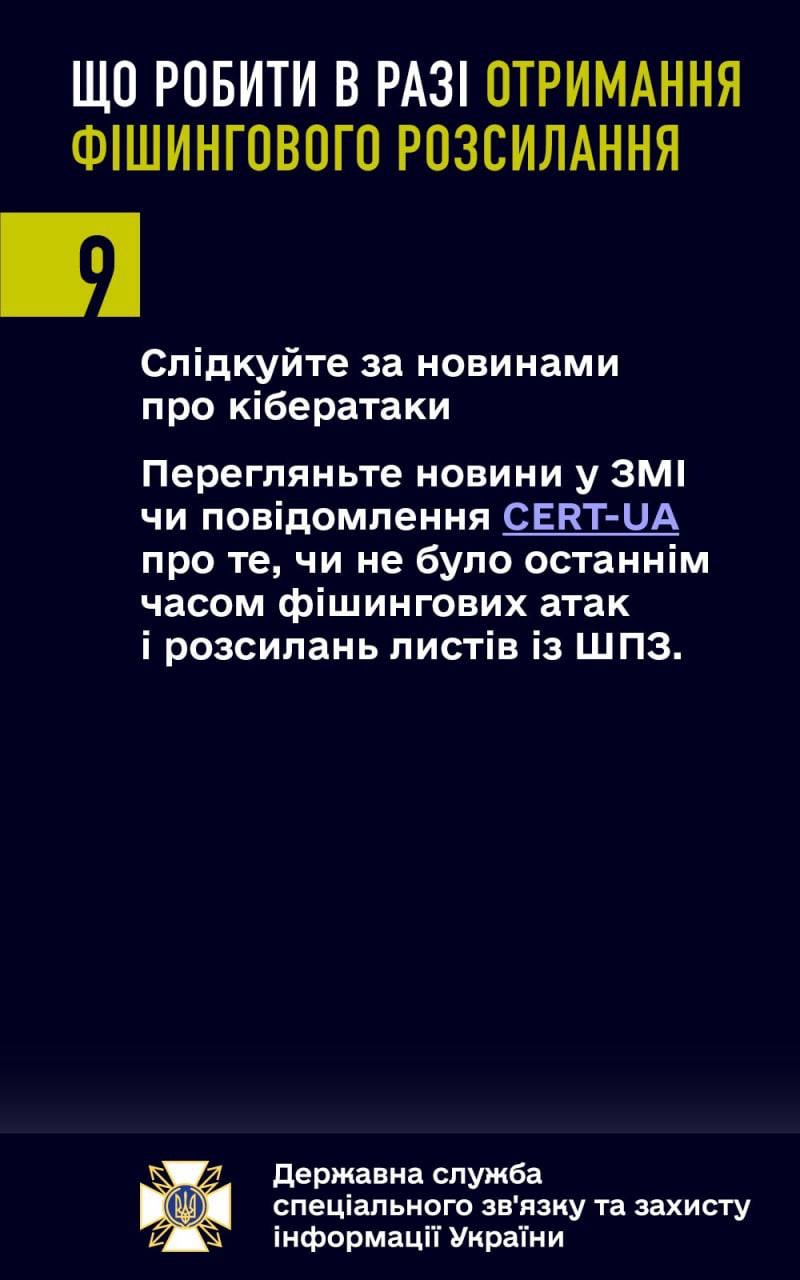 ЩО РОБИТИ В РАЗІ ОТРИМАННЯ
ФІШИНГОВОГО РОЗСИЛАННЯ
9
Слідкуйте за новинами
про кібератаки
Перегляньте новини у ЗМІ
чи повідомлення CERT-UA
про те, чи не було останнім
часом фішингових атак
і розсилань листів із ШПЗ.
Державна служба
спеціального зв'язку та захисту
інформації України